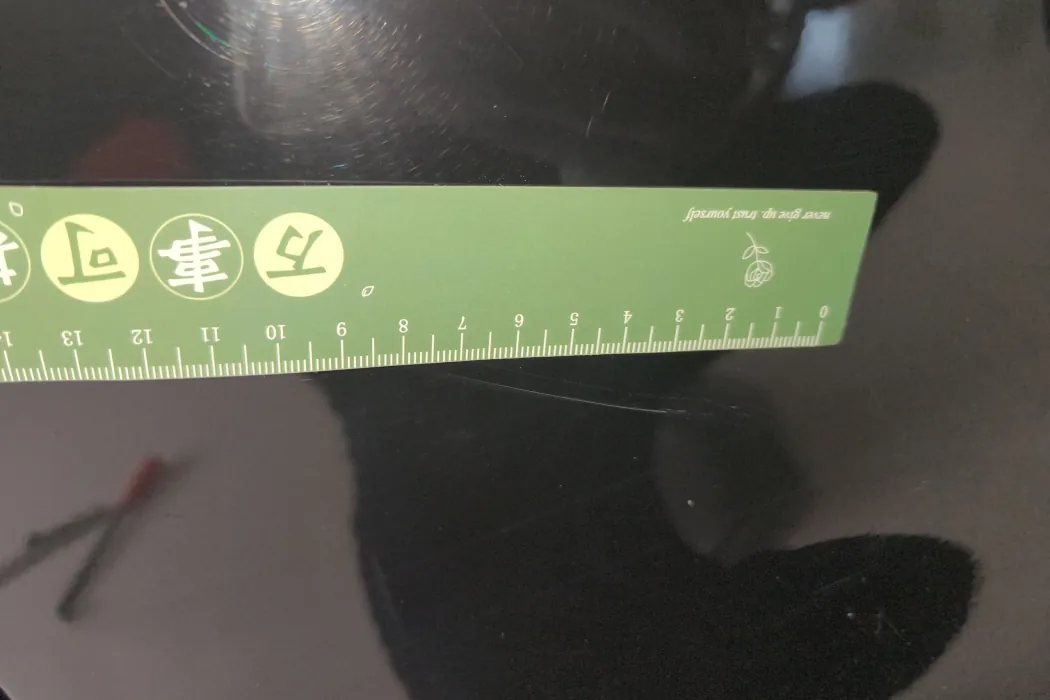 0 1 2 3 4 5 6 7 8 9 10 11 12 13 14
万事可
never give up. trust yourself